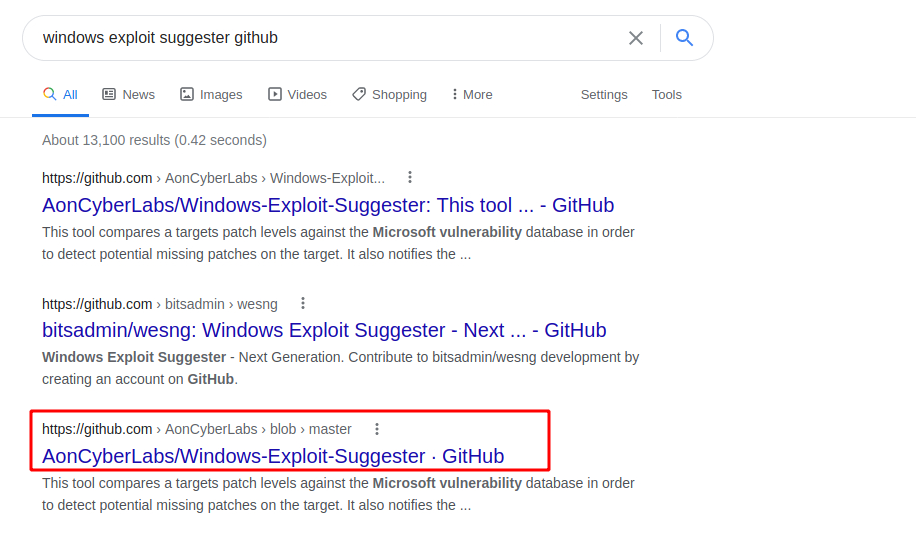 windows exploit suggester github
All News Images Videos Shopping More Settings Tools
About 13,100 results (0.42 seconds)
https://github.com › AonCyberLabs › Windows-Exploit...
AonCyberLabs/Windows-Exploit-Suggester: This tool ... - GitHub
This tool compares a targets patch levels against the Microsoft vulnerability database in order
to detect potential missing patches on the target. It also notifies the ...
https://github.com › bitsadmin › wesng
bitsadmin/wesng: Windows Exploit Suggester - Next ... - GitHub
Windows Exploit Suggester - Next Generation. Contribute to bitsadmin/wesng development by
creating an account on GitHub.
https://github.com › AonCyberLabs › blob › master
AonCyberLabs/Windows-Exploit-Suggester · GitHub
This tool compares a targets patch levels against the Microsoft vulnerability database in order
to detect potential missing patches on the target. It also notifies the ...